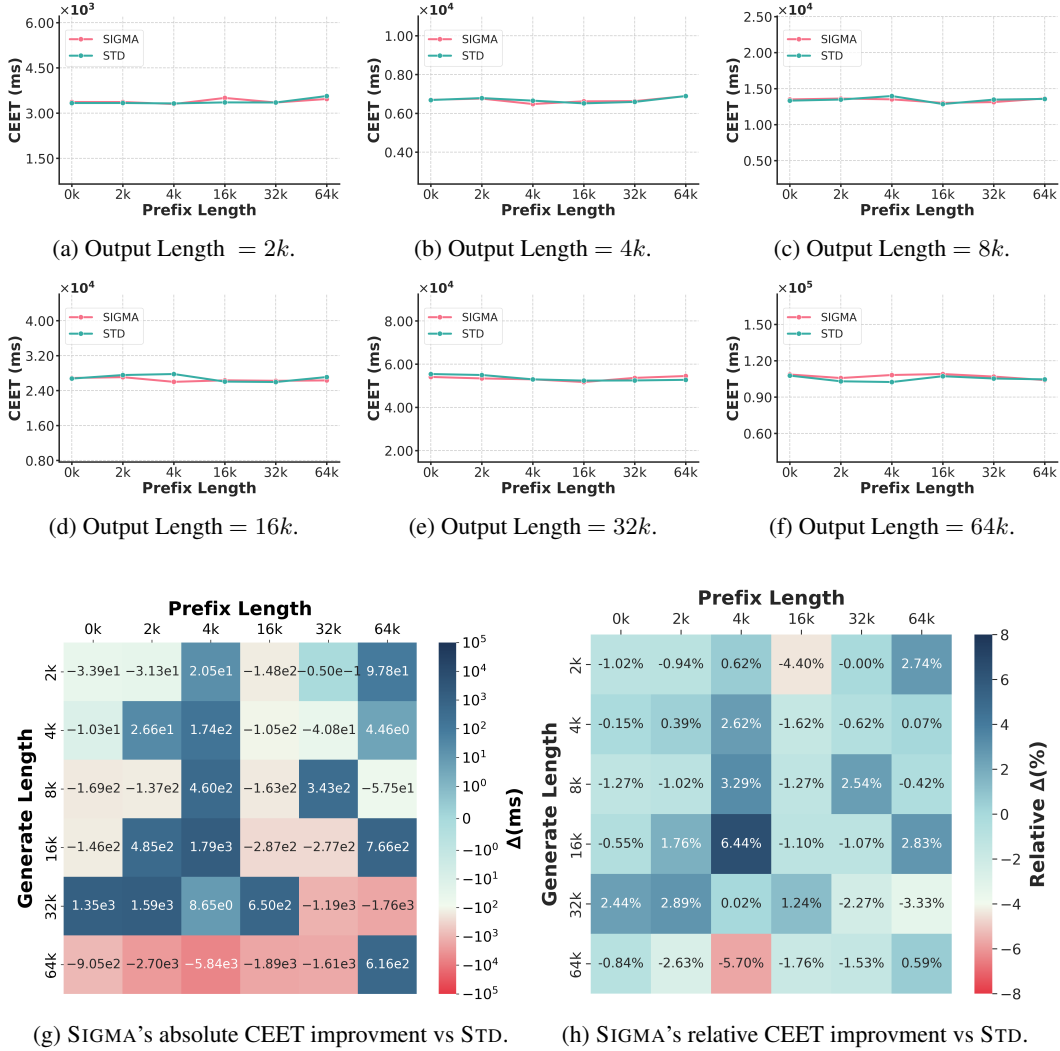 ×10³
6.00
4.50
3.00
1.50
CEET (ms)
SIGMA
STD
0k 2k 4k 16k 32k 64k
Prefix Length
(a) Output Length = 2k.
×10⁴
1.00
0.80
0.60
0.40
CEET (ms)
SIGMA
STD
0k 2k 4k 16k 32k 64k
Prefix Length
(b) Output Length = 4k.
×10⁴
2.50
2.00
1.50
1.00
0.50
CEET (ms)
SIGMA
STD
0k 2k 4k 16k 32k 64k
Prefix Length
(c) Output Length = 8k.
×10⁴
4.00
3.20
2.40
1.60
0.80
CEET (ms)
SIGMA
STD
0k 2k 4k 16k 32k 64k
Prefix Length
(d) Output Length = 16k.
×10⁴
8.00
6.00
4.00
2.00
CEET (ms)
SIGMA
STD
0k 2k 4k 16k 32k 64k
Prefix Length
(e) Output Length = 32k.
×10⁵
1.50
1.20
0.90
0.60
CEET (ms)
SIGMA
STD
0k 2k 4k 16k 32k 64k
Prefix Length
(f) Output Length = 64k.
Prefix Length
0k 2k 4k 16k 32k 64k
Generate Length
2k −3.39e1 −3.13e1 2.05e1 −1.48e2 −0.50e−1 9.78e1
4k −1.03e1 2.66e1 1.74e2 −1.05e2 −4.08e1 4.46e0
8k −1.69e2 −1.37e2 4.60e2 −1.63e2 3.43e2 −5.75e1
16k −1.46e2 4.85e2 1.79e3 −2.87e2 −2.77e2 7.66e2
32k 1.35e3 1.59e3 8.65e0 6.50e2 −1.19e3 −1.76e3
64k −9.05e2 −2.70e3 −5.84e3 −1.89e3 −1.61e3 6.16e2
10⁵
10⁴
10³
10²
10¹
10⁰
0
−10⁰
−10¹
−10²
−10³
−10⁴
−10⁵
Δ(ms)
(g) SIGMA's absolute CEET improvment vs STD.
Prefix Length
0k 2k 4k 16k 32k 64k
Generate Length
2k -1.02% -0.94% 0.62% -4.40% -0.00% 2.74%
4k -0.15% 0.39% 2.62% -1.62% -0.62% 0.07%
8k -1.27% -1.02% 3.29% -1.27% 2.54% -0.42%
16k -0.55% 1.76% 6.44% -1.10% -1.07% 2.83%
32k 2.44% 2.89% 0.02% 1.24% -2.27% -3.33%
64k -0.84% -2.63% -5.70% -1.76% -1.53% 0.59%
8
6
4
2
0
−2
−4
−6
−8
Relative Δ(%)
(h) SIGMA's relative CEET improvment vs STD.